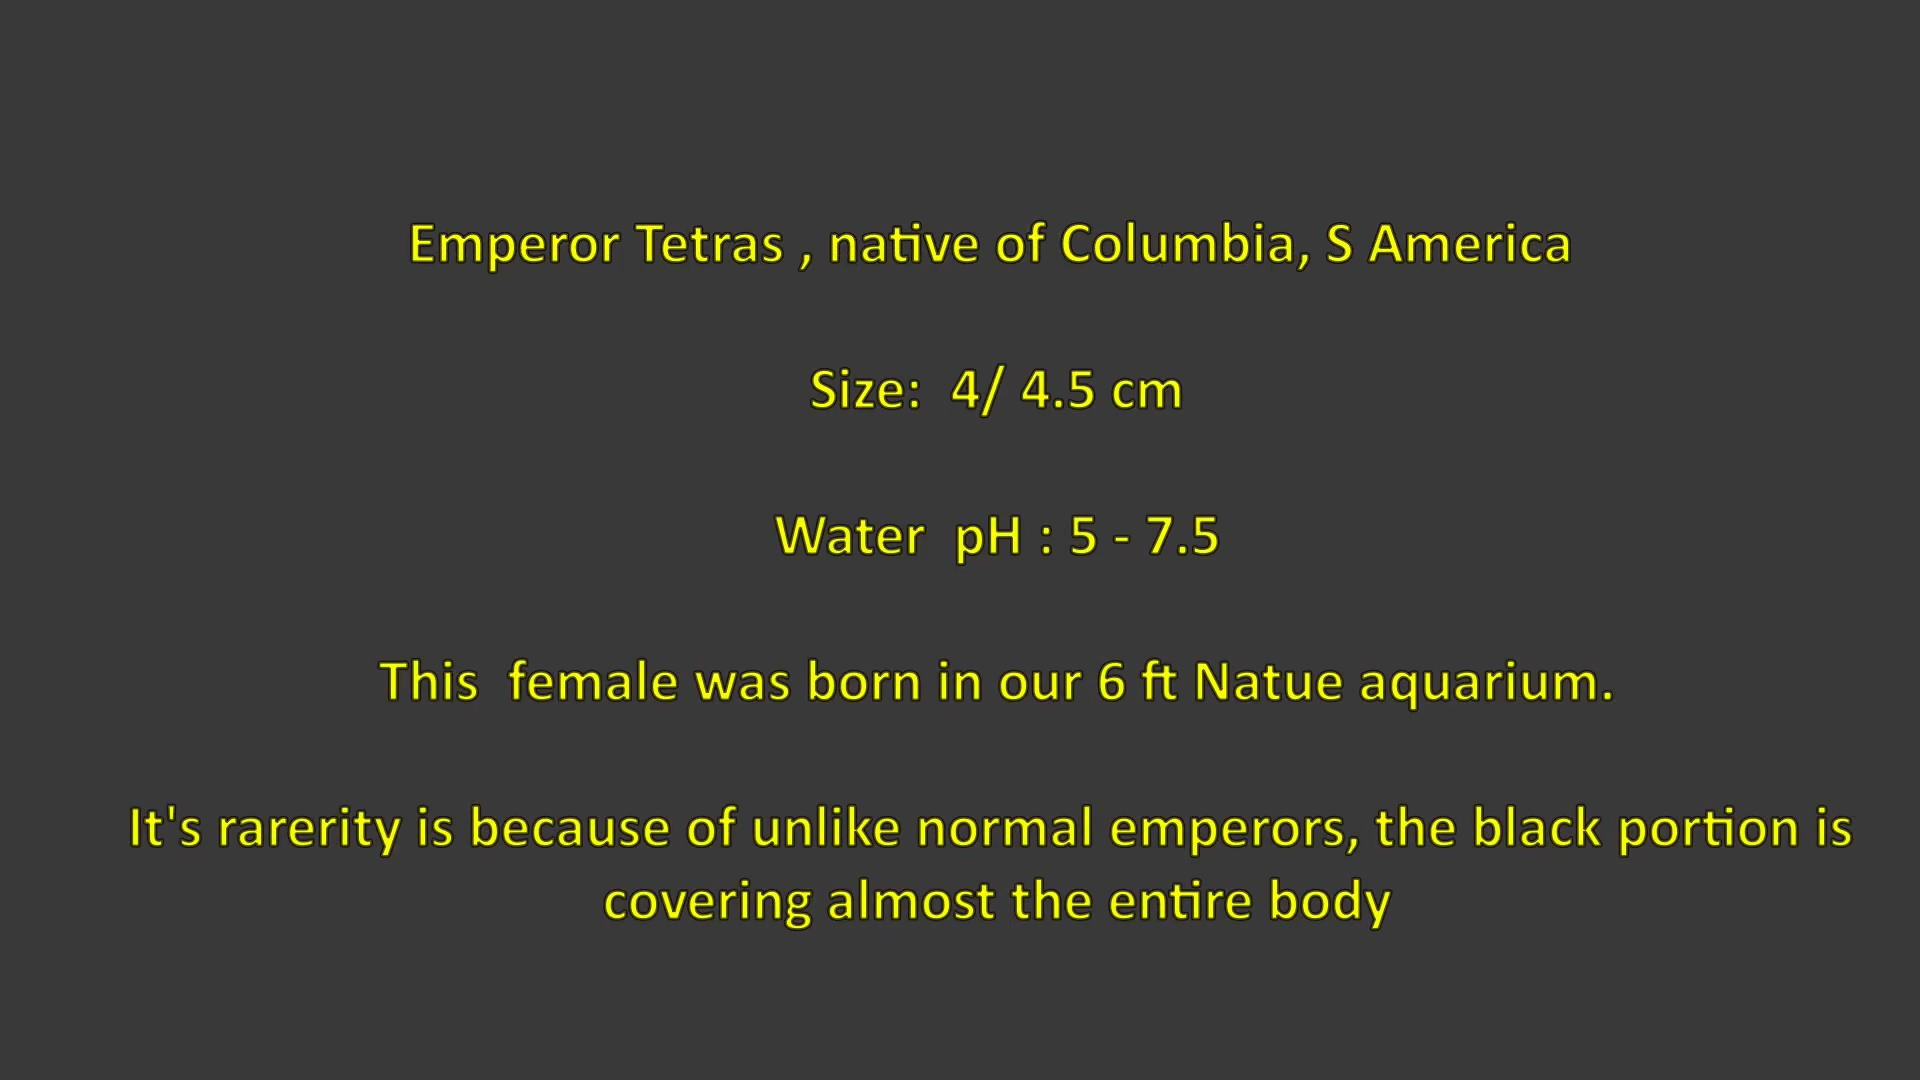 Emperor Tetras , native of Columbia, S America
Size:  4/ 4.5 cm
Water  pH : 5 - 7.5
This  female was born in our 6 ft Natue aquarium.
It's rarerity is because of unlike normal emperors, the black portion is
covering almost the entire body